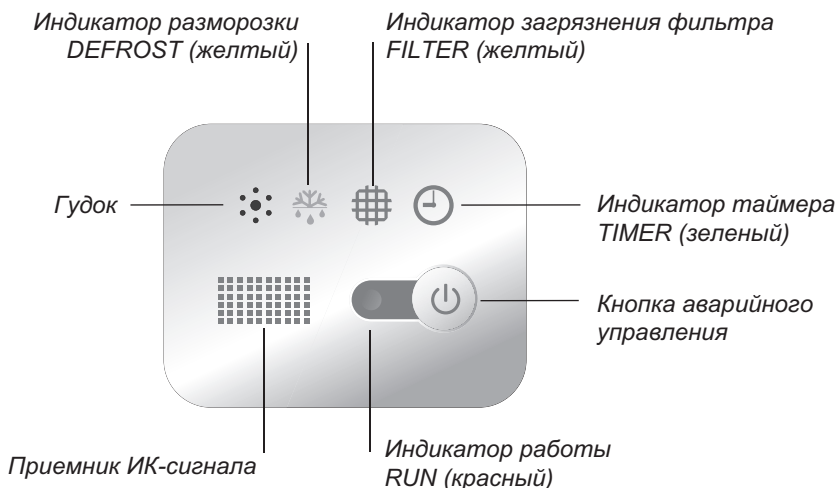 Индикатор разморозки
DEFROST (желтый)
Индикатор загрязнения фильтра
FILTER (желтый)
Гудок
Индикатор таймера
TIMER (зеленый)
Кнопка аварийного
управления
Приемник ИК-сигнала
Индикатор работы
RUN (красный)